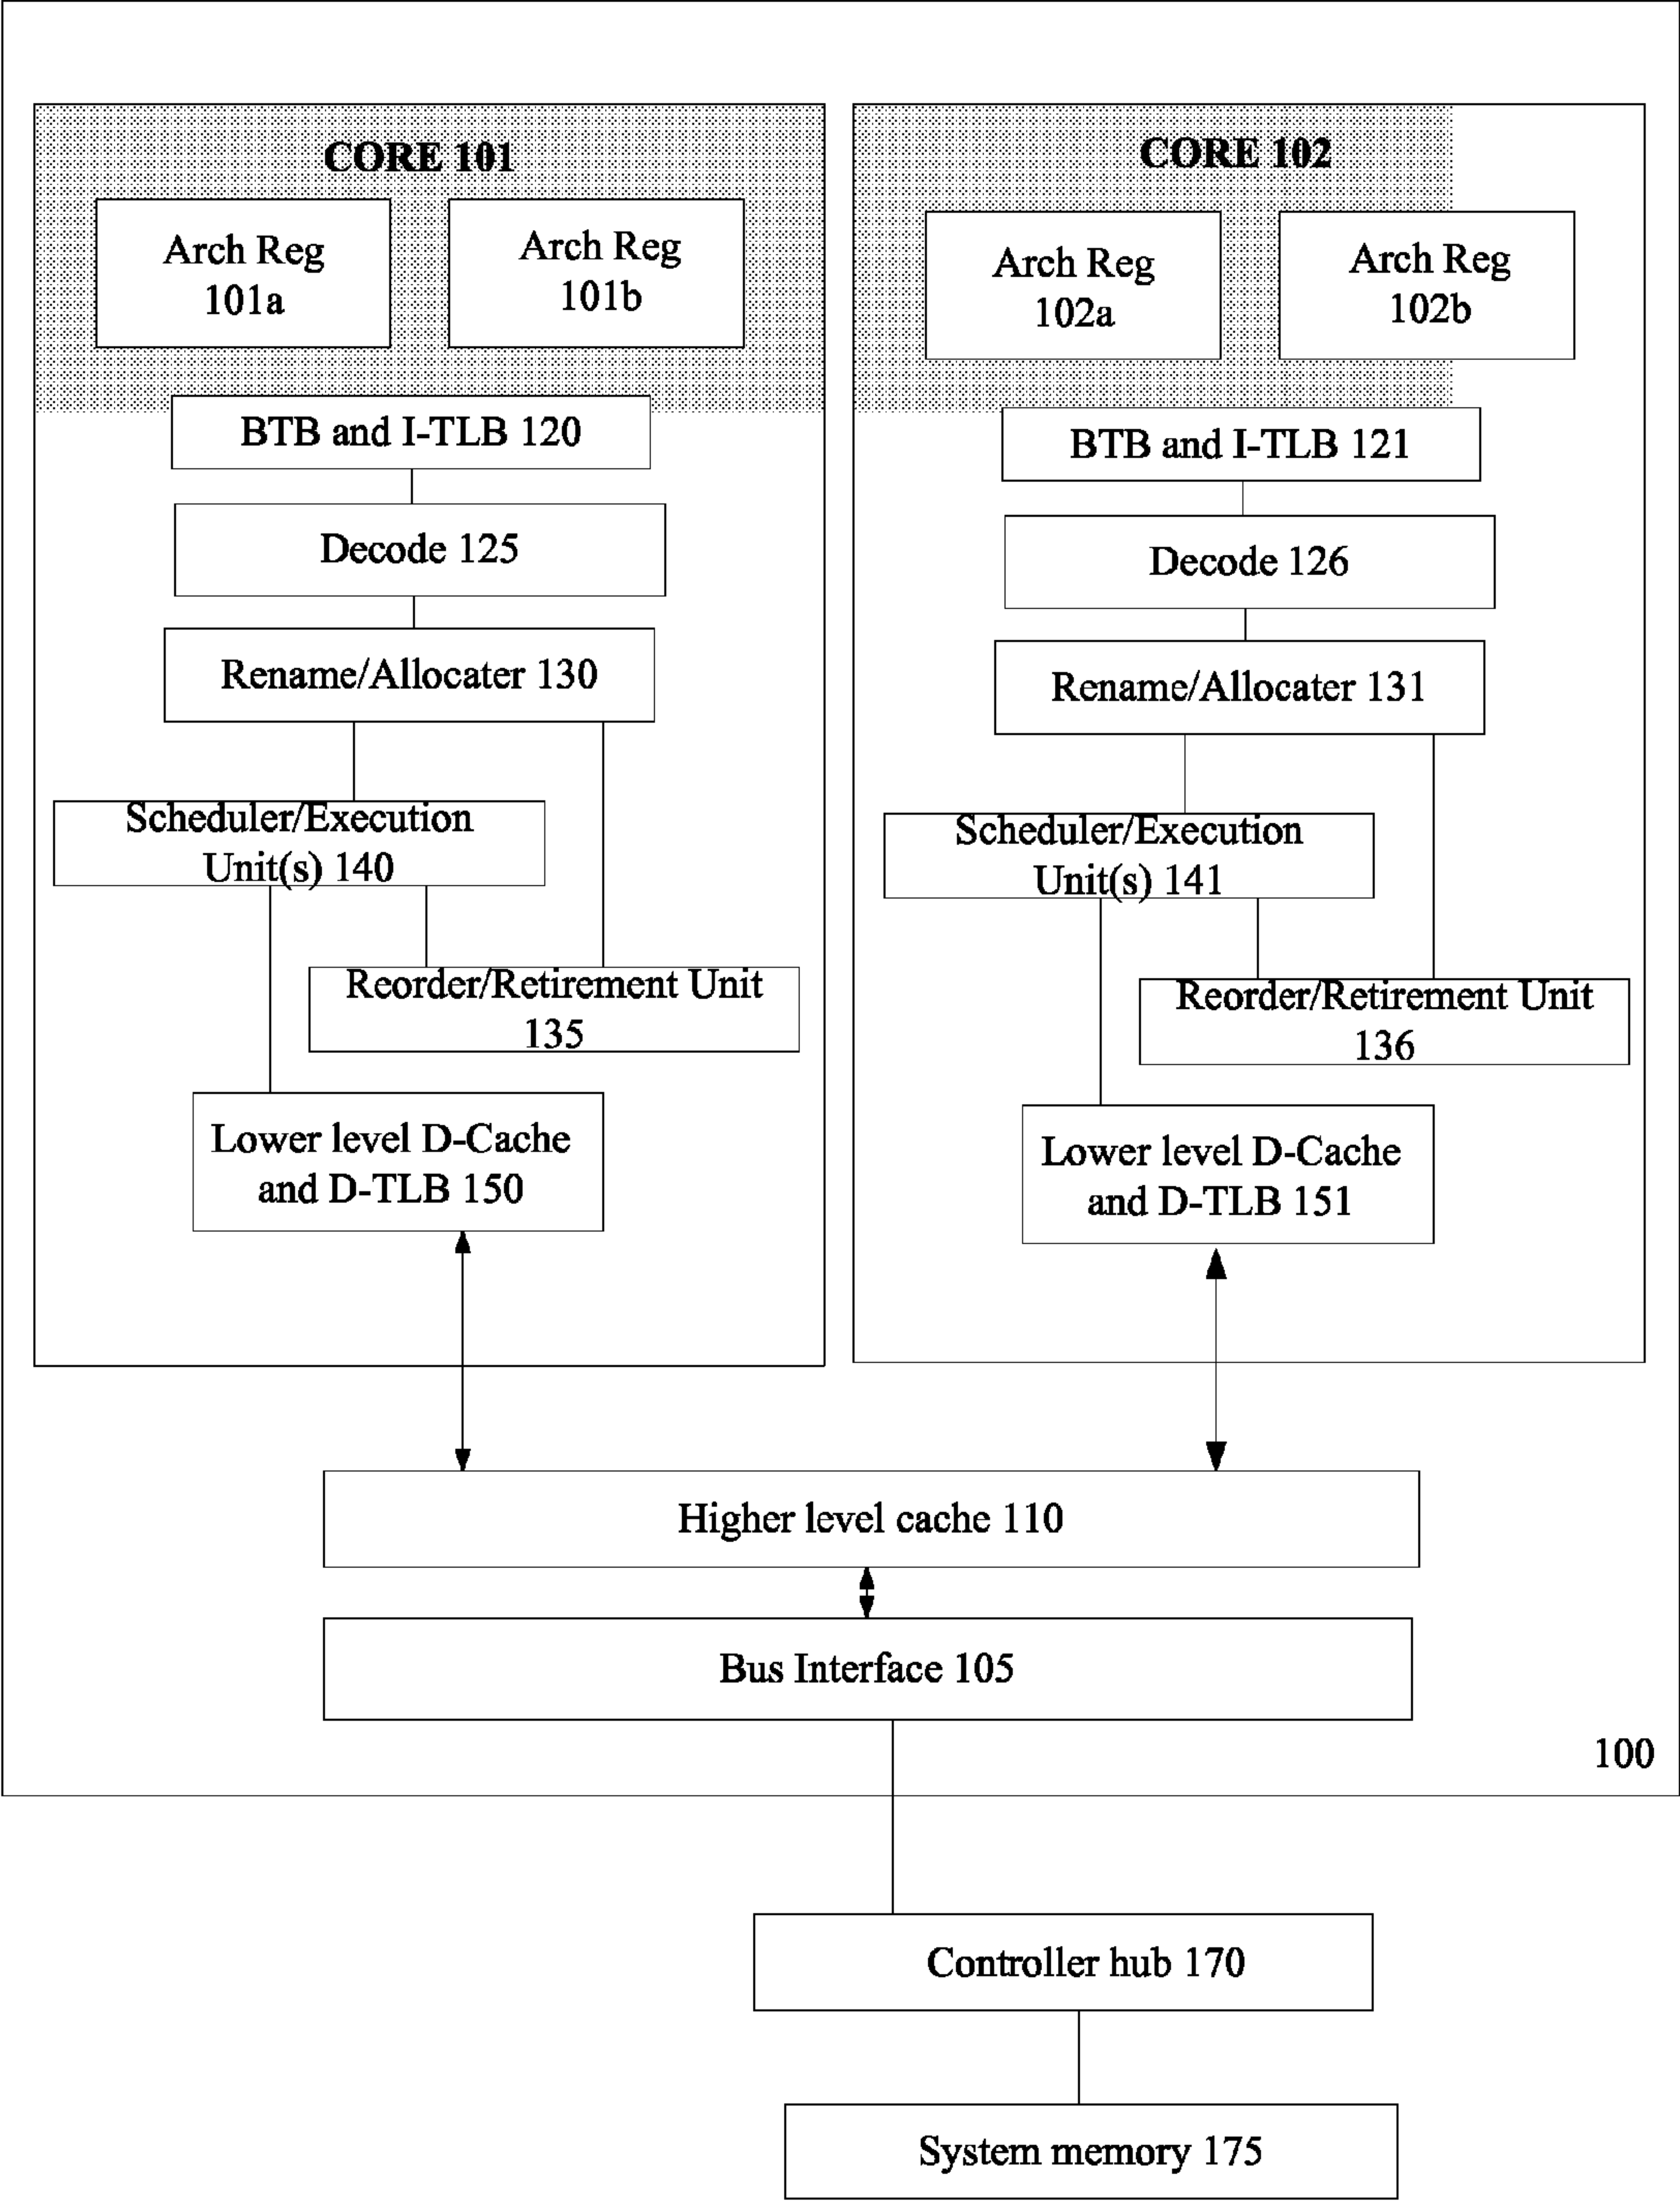 CORE 101
Arch Reg
101a
Arch Reg
101b
BTB and I-TLB 120
Decode 125
Rename/Allocater 130
Scheduler/Execution
Unit(s) 140
Reorder/Retirement Unit
135
Lower level D-Cache
and D-TLB 150
CORE 102
Arch Reg
102a
Arch Reg
102b
BTB and I-TLB 121
Decode 126
Rename/Allocater 131
Scheduler/Execution
Unit(s) 141
Reorder/Retirement Unit
136
Lower level D-Cache
and D-TLB 151
Higher level cache 110
Bus Interface 105
100
Controller hub 170
System memory 175